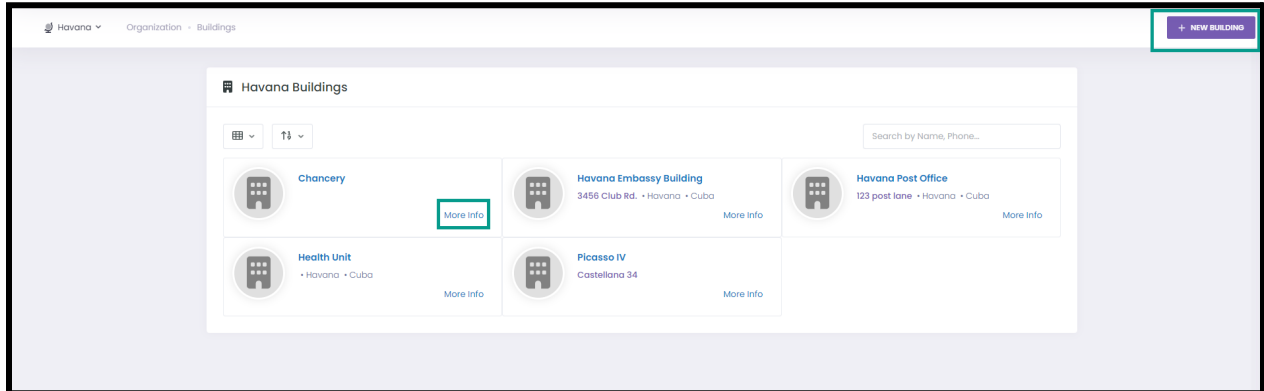 Havana
Organization • Buildings
+ NEW BUILDING
Havana Buildings
Search by Name, Phone...
Chancery
More Info
Havana Embassy Building
3456 Club Rd. • Havana • Cuba
More Info
Havana Post Office
123 post lane • Havana • Cuba
More Info
Health Unit
• Havana • Cuba
More Info
Picasso IV
Castellana 34
More Info